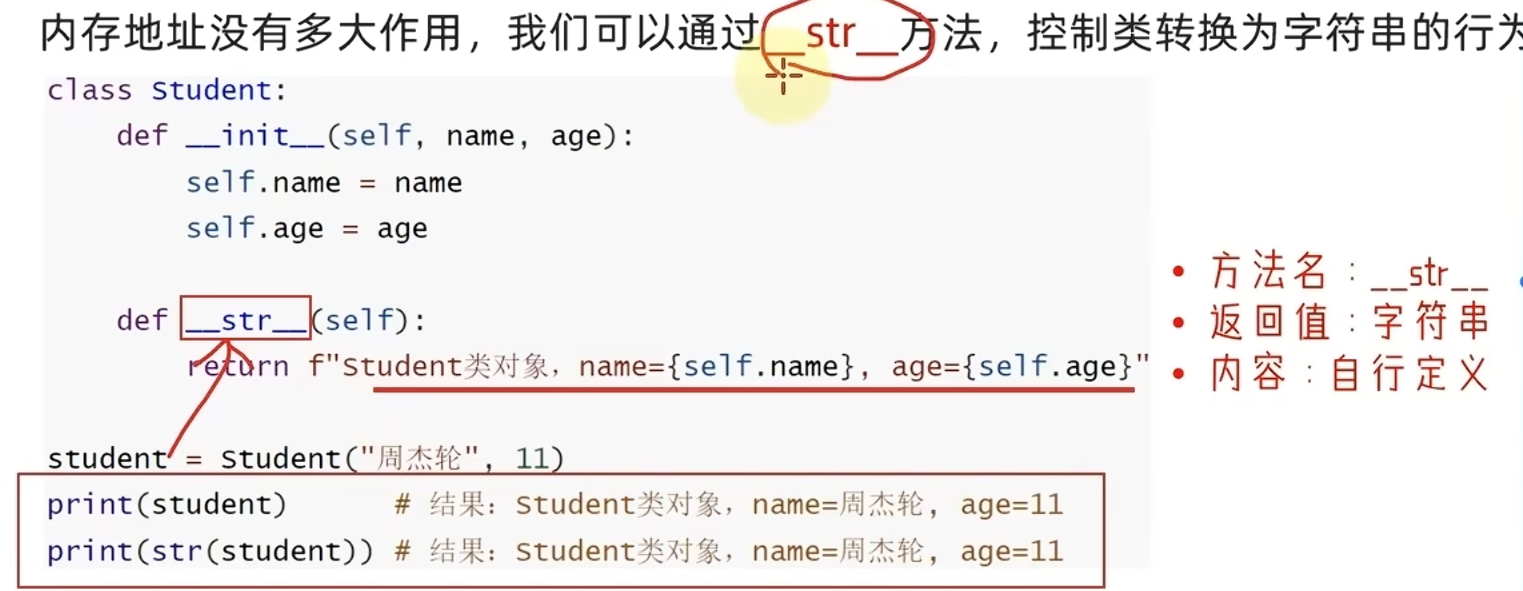 内存地址没有多大作用，我们可以通过__str__方法，控制类转换为字符串的行为
class Student:
    def __init__(self, name, age):
        self.name = name
        self.age = age
    def __str__(self):
        return f"Student类对象，name={self.name}, age={self.age}"
• 方法名：__str__
• 返回值：字符串
• 内容：自行定义
student = Student("周杰轮", 11)
print(student)      # 结果：Student类对象，name=周杰轮, age=11
print(str(student)) # 结果：Student类对象，name=周杰轮, age=11